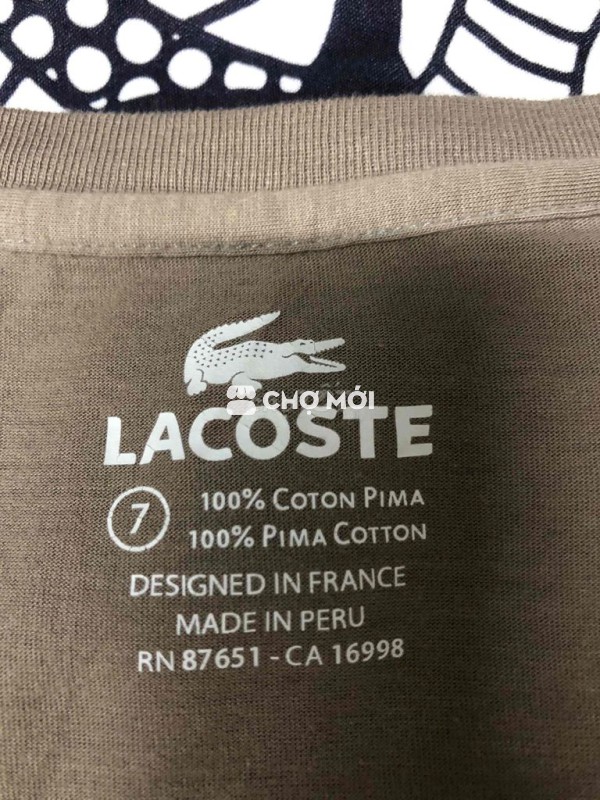 CHỢ MỚI
LACOSTE
7
100% COTON PIMA
100% PIMA COTTON
DESIGNED IN FRANCE
MADE IN PERU
RN 87651 - CA 16998